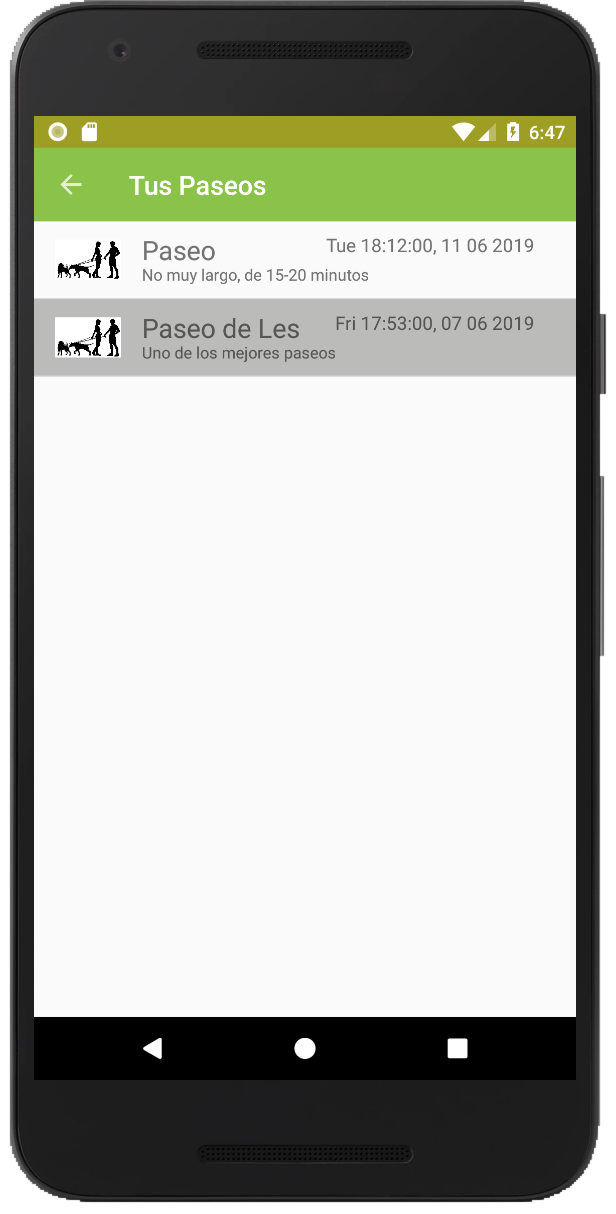 6:47
Tus Paseos
Paseo
Tue 18:12:00, 11 06 2019
No muy largo, de 15-20 minutos
Paseo de Les
Fri 17:53:00, 07 06 2019
Uno de los mejores paseos